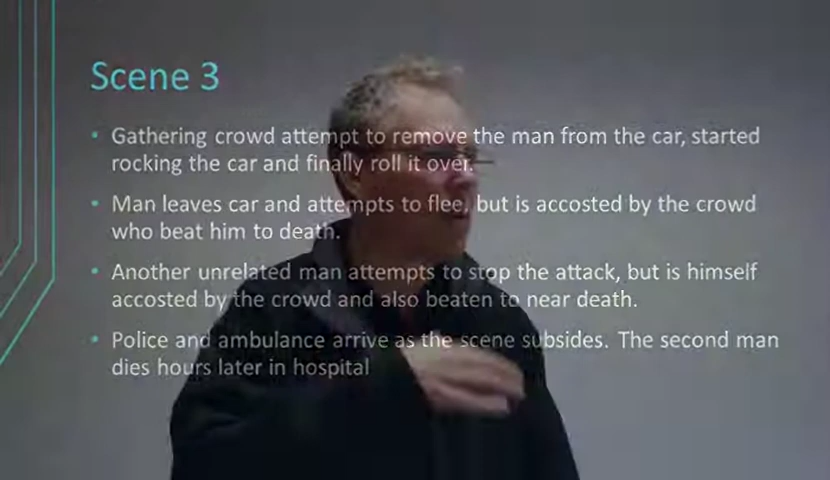 Scene 3
• Gathering crowd attempt to remove the man from the car, started
rocking the car and finally roll it over.
• Man leaves car and attempts to flee, but is accosted by the crowd
who beat him to death.
• Another unrelated man attempts to stop the attack, but is himself
accosted by the crowd and also beaten to near death.
• Police and ambulance arrive as the scene subsides. The second man
dies hours later in hospital